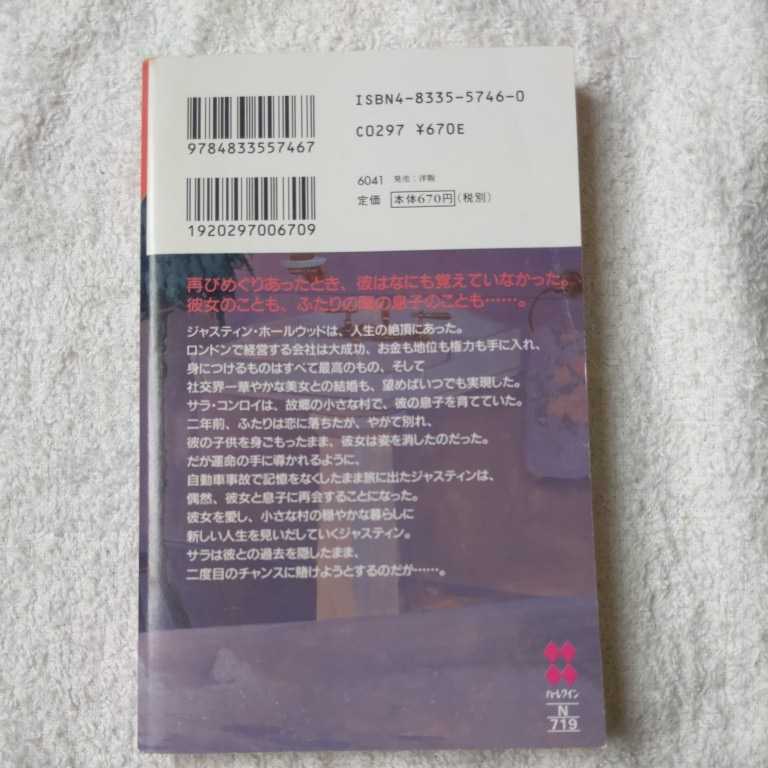 ISBN4-8335-5746-0
C0297 ¥670E
9784833557467
6041 発売:洋販
定価 本体670円(税別)
1920297006709
再びめぐりあったとき、彼はなにも覚えていなかった。
彼女のことも、ふたりの間の息子のことも……。
ジャスティン・ホールウッドは、人生の絶頂にあった。
ロンドンで経営する会社は大成功、お金も地位も権力も手に入れ、
身につけるものはすべて最高のもの、そして
社交界一華やかな美女との結婚も、望めばいつでも実現した。
サラ・コンロイは、故郷の小さな村で、彼の息子を育てていた。
二年前、ふたりは恋に落ちたが、やがて別れ、
彼の子供を身ごもったまま、彼女は姿を消したのだった。
だが運命の手に導かれるように、
自動車事故で記憶をなくしたまま旅に出たジャスティンは、
偶然、彼女と息子に再会することになった。
彼女を愛し、小さな村の穏やかな暮らしに
新しい人生を見いだしていくジャスティン。
サラは彼との過去を隠したまま、
二度目のチャンスに賭けようとするのだが……。
ハーレクイン
N
719